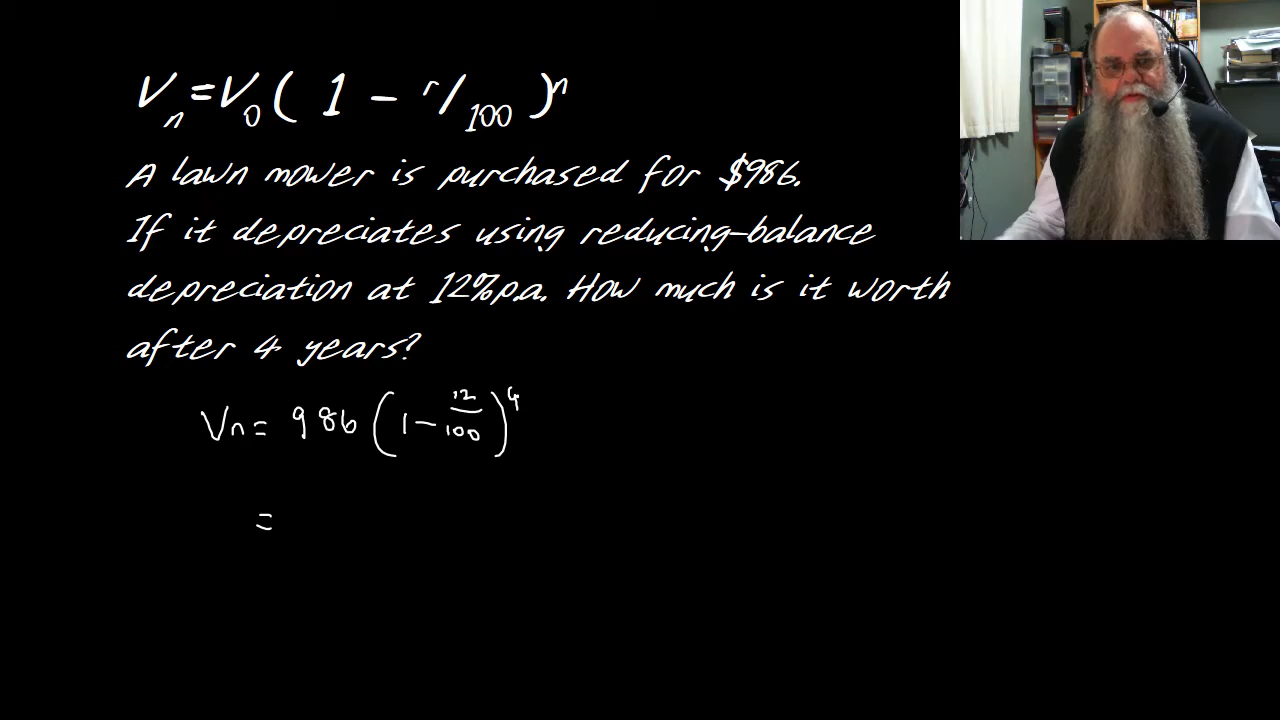 Vₙ=V₀( 1 - r/₁₀₀ )ⁿ
A lawn mower is purchased for $986.
If it depreciates using reducing-balance
depreciation at 12%p.a. How much is it worth
after 4 years?
Vn = 986 (1 - 12/100)⁴
=